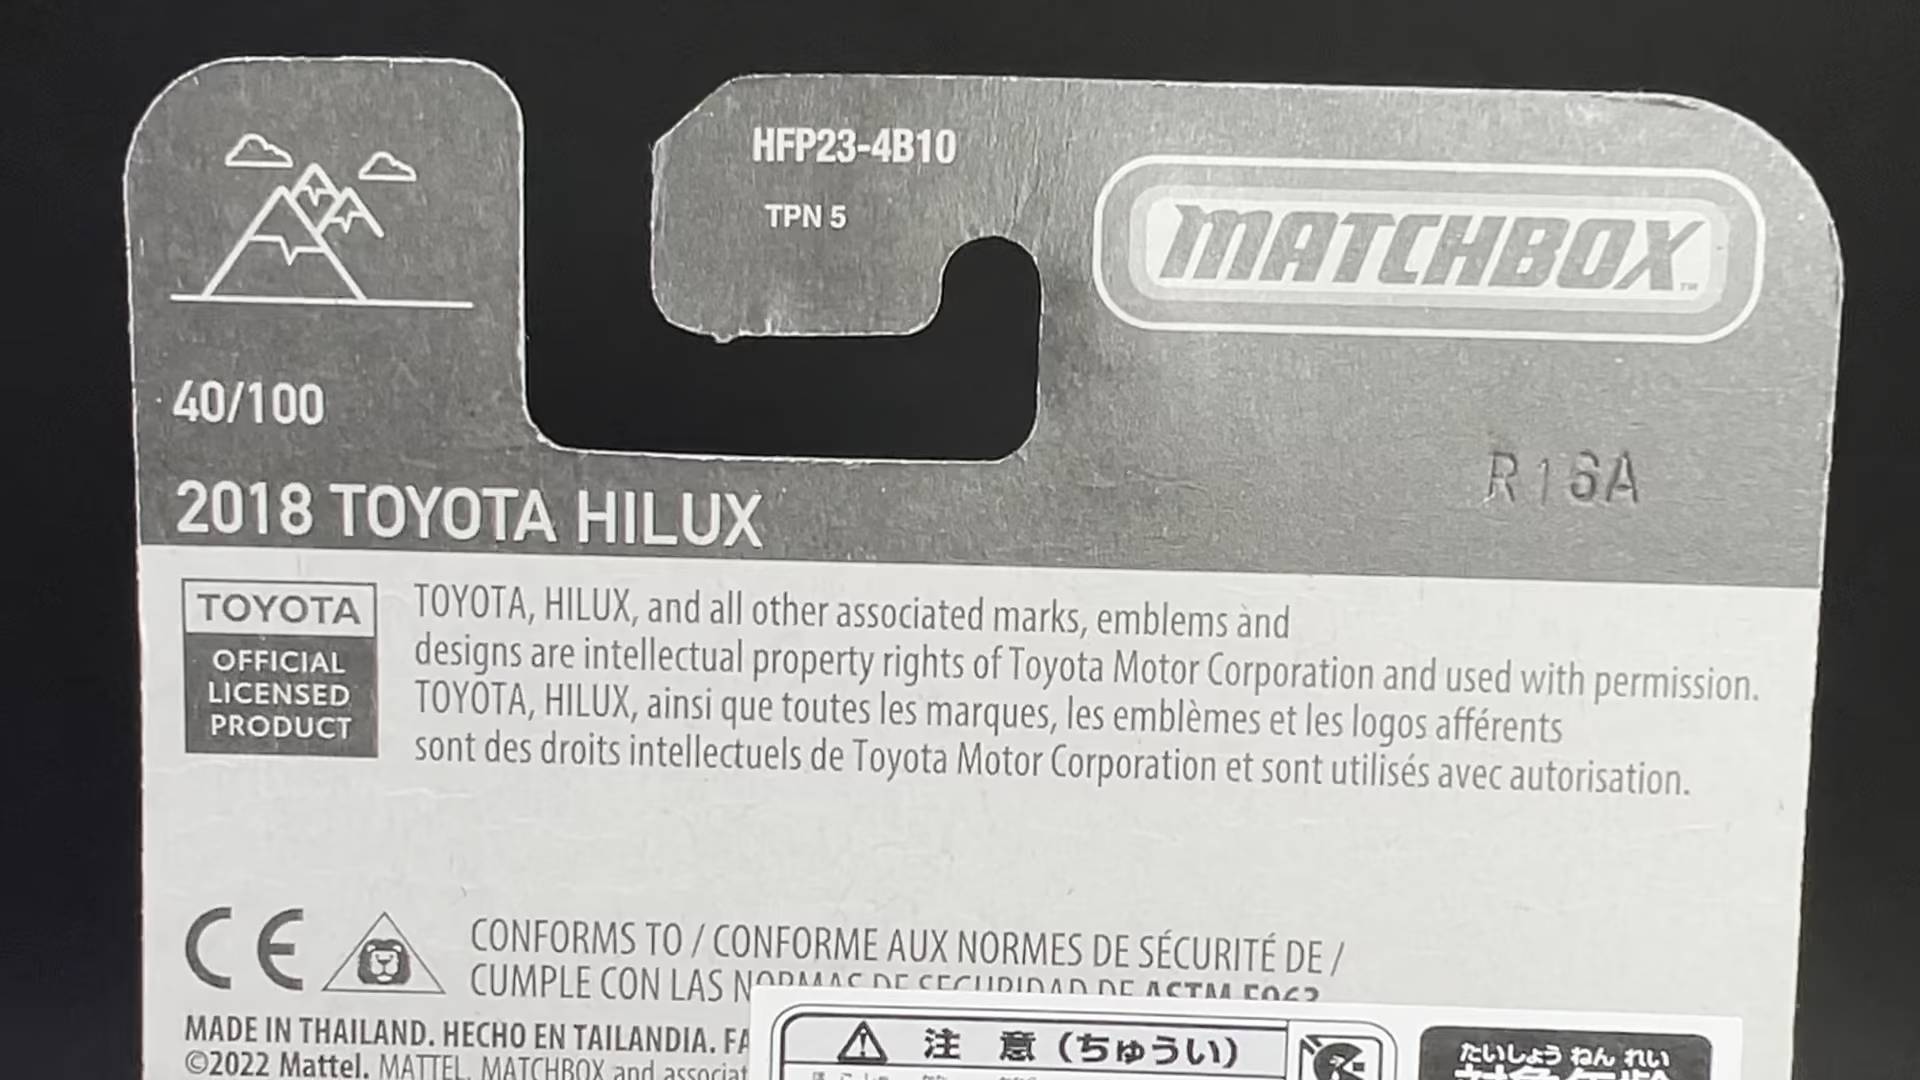 HFP23-4B10
TPN 5
MATCHBOX™
40/100
R16A
2018 TOYOTA HILUX
TOYOTA
OFFICIAL
LICENSED
PRODUCT
TOYOTA, HILUX, and all other associated marks, emblems and
designs are intellectual property rights of Toyota Motor Corporation and used with permission.
TOYOTA, HILUX, ainsi que toutes les marques, les emblèmes et les logos afférents
sont des droits intellectuels de Toyota Motor Corporation et sont utilisés avec autorisation.
CE
CONFORMS TO / CONFORME AUX NORMES DE SÉCURITÉ DE /
CUMPLE CON LAS NORMAS DE SEGURIDAD DE ASTM F963
MADE IN THAILAND. HECHO EN TAILANDIA. FA
©2022 Mattel. MATTEL, MATCHBOX and associat
注 意 (ちゅうい)
たいしょう ねん れい